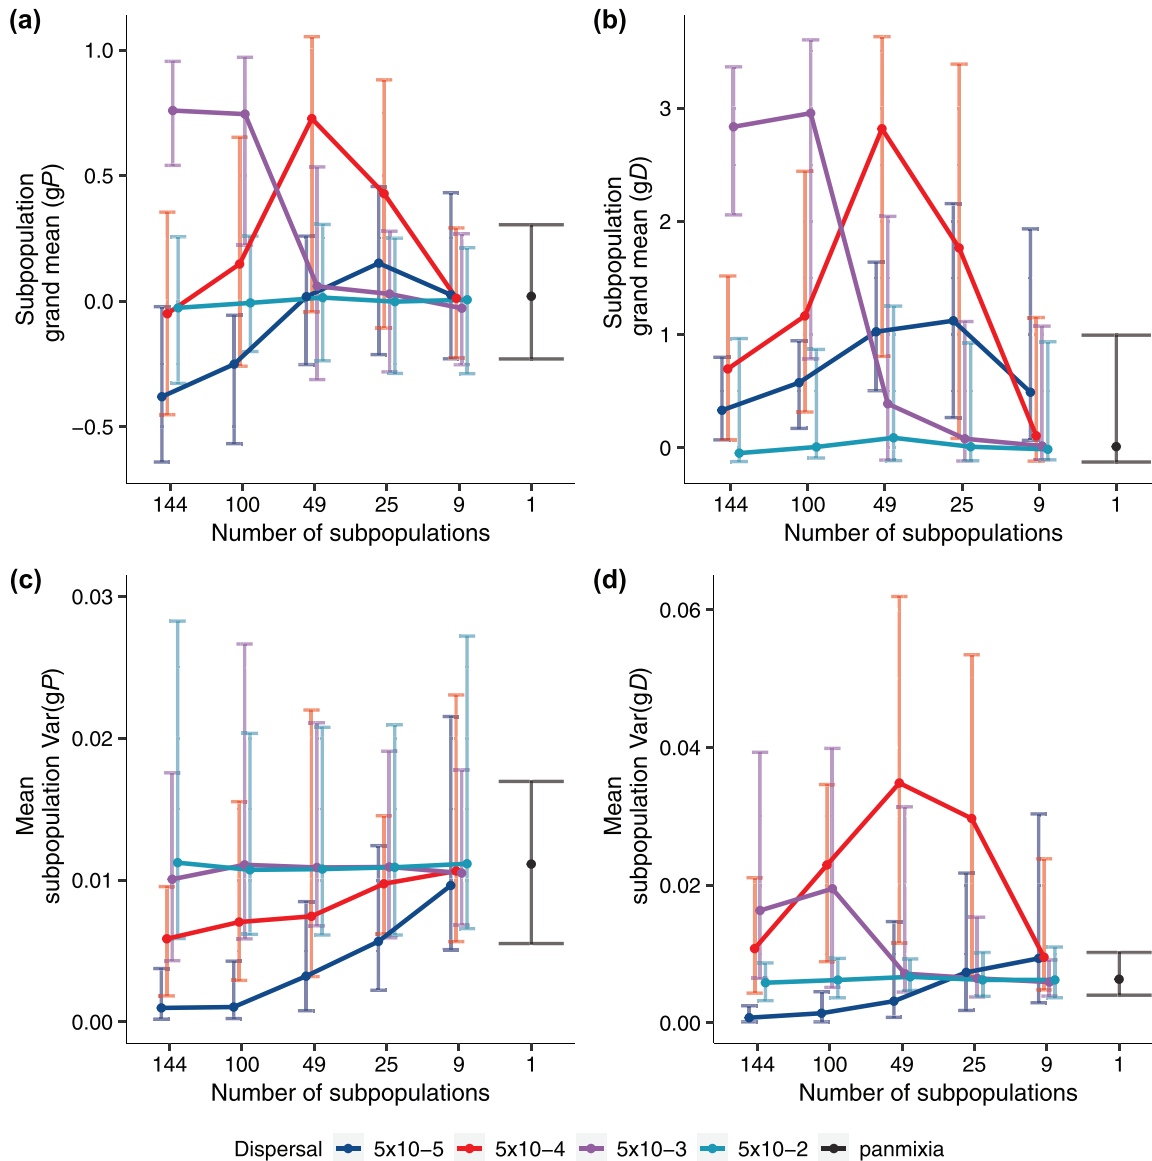 (a)
1.0
0.5
0.0
−0.5
Subpopulation
grand mean (gP)
144 100 49 25 9 1
Number of subpopulations
(b)
3
2
1
0
Subpopulation
grand mean (gD)
144 100 49 25 9 1
Number of subpopulations
(c)
0.03
0.02
0.01
0.00
Mean
subpopulation Var(gP)
144 100 49 25 9 1
Number of subpopulations
(d)
0.06
0.04
0.02
0.00
Mean
subpopulation Var(gD)
144 100 49 25 9 1
Number of subpopulations
Dispersal 5x10−5 5x10−4 5x10−3 5x10−2 panmixia